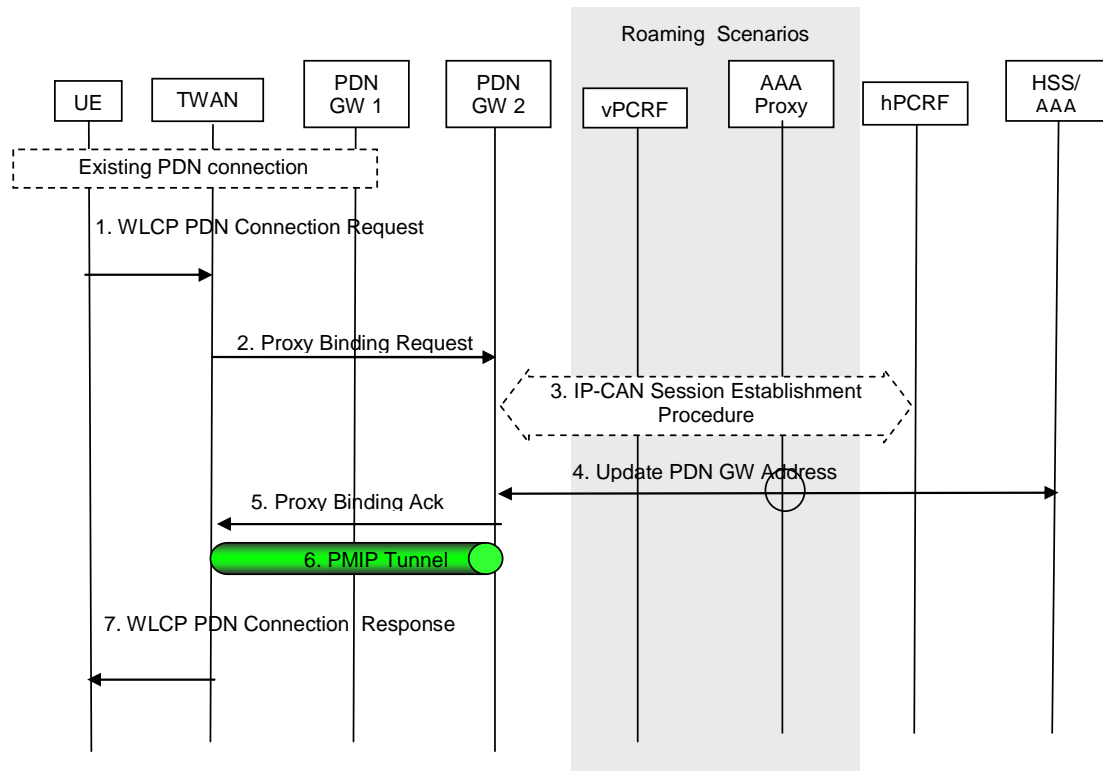 Roaming Scenarios
UE
TWAN
PDN
GW 1
PDN
GW 2
vPCRF
AAA
Proxy
hPCRF
HSS/
AAA
Existing PDN connection
1. WLCP PDN Connection Request
2. Proxy Binding Request
3. IP-CAN Session Establishment
Procedure
4. Update PDN GW Address
5. Proxy Binding Ack
6. PMIP Tunnel
7. WLCP PDN Connection Response